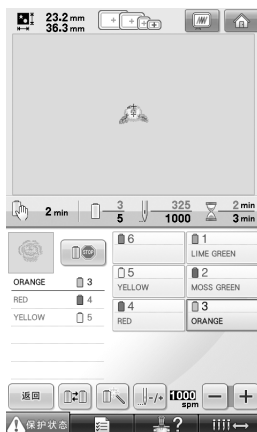 23.2 mm
36.3 mm
2 min
3
5
325
1000
2 min
3 min
STOP
6
1
LIME GREEN
5
YELLOW
2
MOSS GREEN
4
RED
3
ORANGE
ORANGE 3
RED 4
YELLOW 5
返回
-/+
1000
spm
- +
保护状态
?